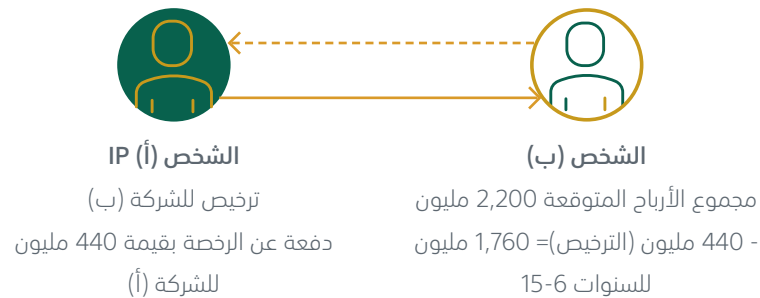 الشخص (أ) IP
ترخيص للشركة (ب)
دفعة عن الرخصة بقيمة 440 مليون
للشركة (أ)
الشخص (ب)
مجموع الأرباح المتوقعة 2,200 مليون
- 440 مليون (الترخيص)= 1,760 مليون
للسنوات 6-15